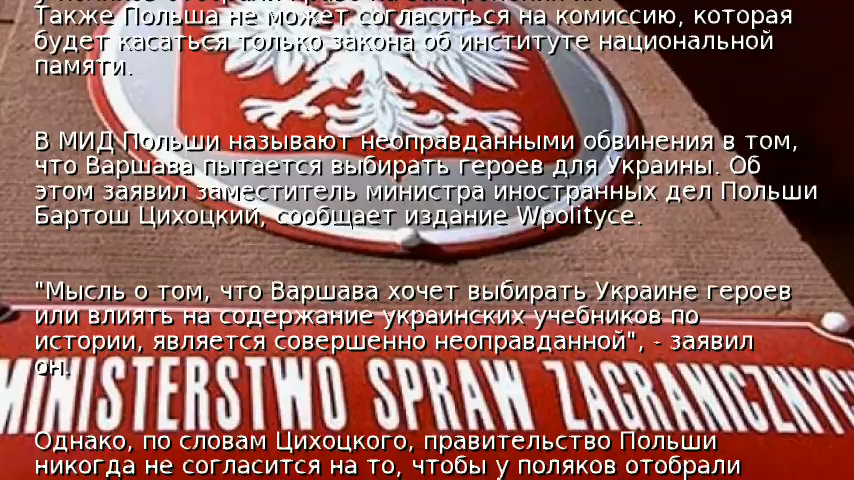 Также Польша не может согласиться на комиссию, которая
будет касаться только закона об институте национальной
памяти.
В МИД Польши называют неоправданными обвинения в том,
что Варшава пытается выбирать героев для Украины. Об
этом заявил заместитель министра иностранных дел Польши
Бартош Цихоцкий, сообщает издание Wpolityce.
"Мысль о том, что Варшава хочет выбирать Украине героев
или влиять на содержание украинских учебников по
истории, является совершенно неоправданной", - заявил
он.
MINISTERSTWO SPRAW ZAGRANICZNYCH
Однако, по словам Цихоцкого, правительство Польши
никогда не согласится на то, чтобы у поляков отобрали